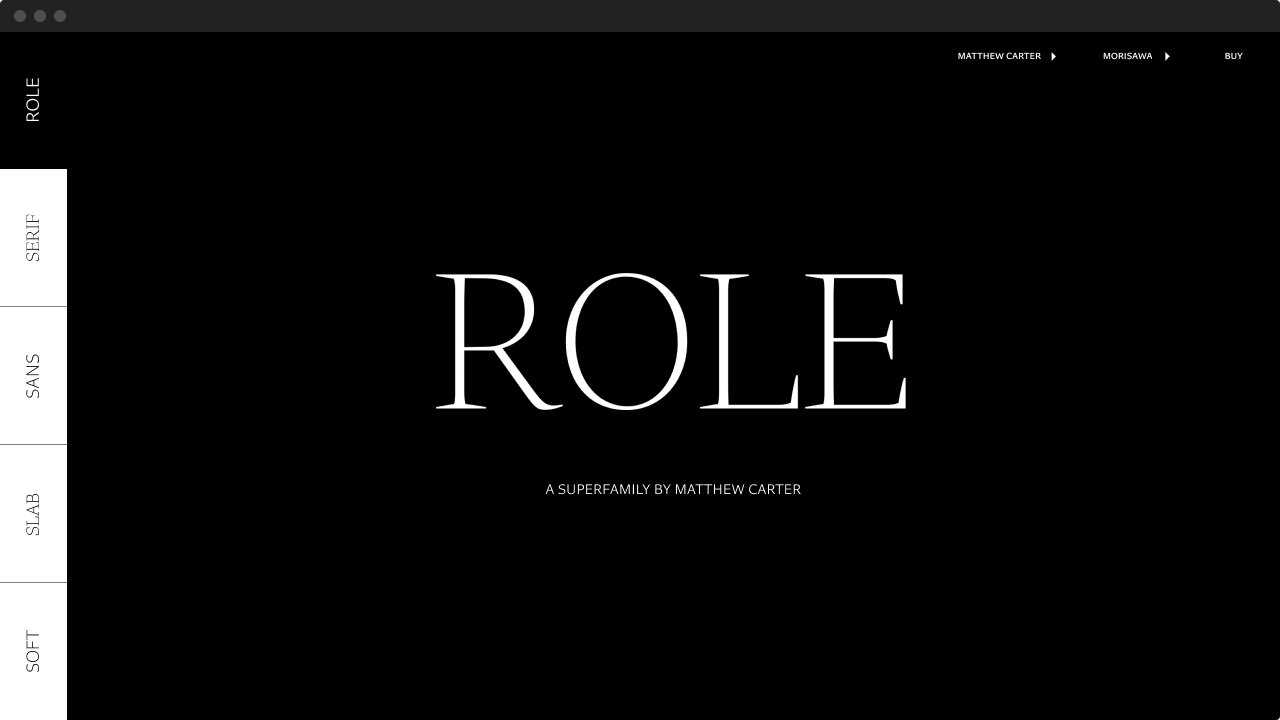 MATTHEW CARTER
MORISAWA
BUY
ROLE
SERIF
SANS
SLAB
SOFT
ROLE
A SUPERFAMILY BY MATTHEW CARTER